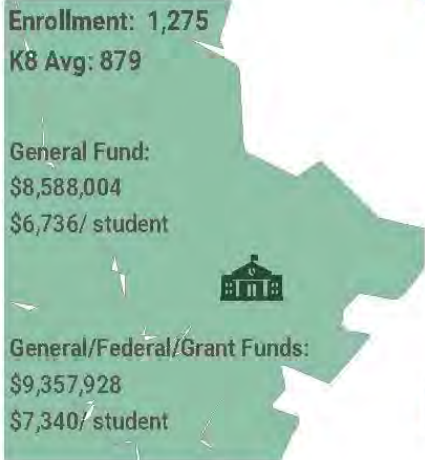 Enrollment: 1,275
K8 Avg: 879
General Fund:
$8,588,004
$6,736/ student
General/Federal/Grant Funds:
$9,357,928
$7,340/ student